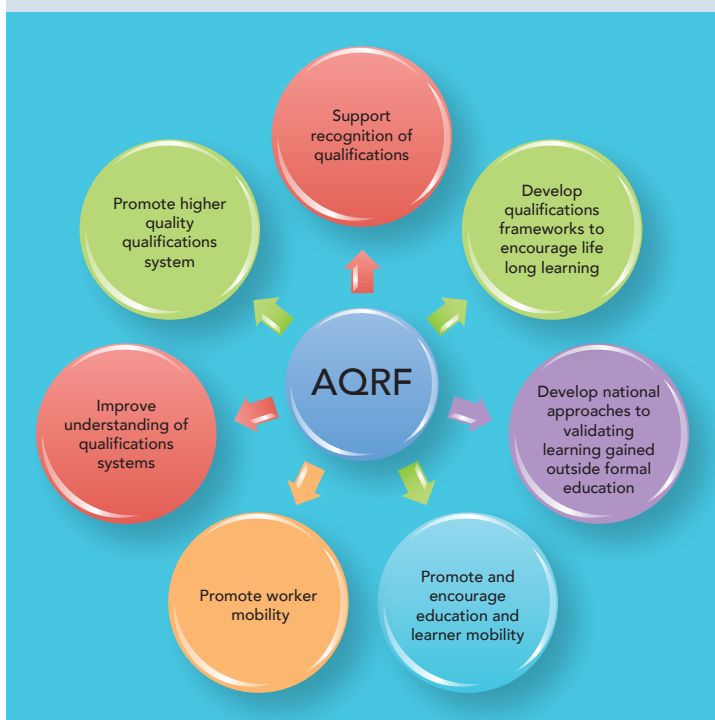 Support
recognition of
qualifications
Develop
qualifications
frameworks to
encourage life
long learning
Promote higher
quality
qualifications
system
AQRF
Develop national
approaches to
validating
learning gained
outside formal
education
Improve
understanding of
qualifications
systems
Promote and
encourage
education and
learner mobility
Promote worker
mobility